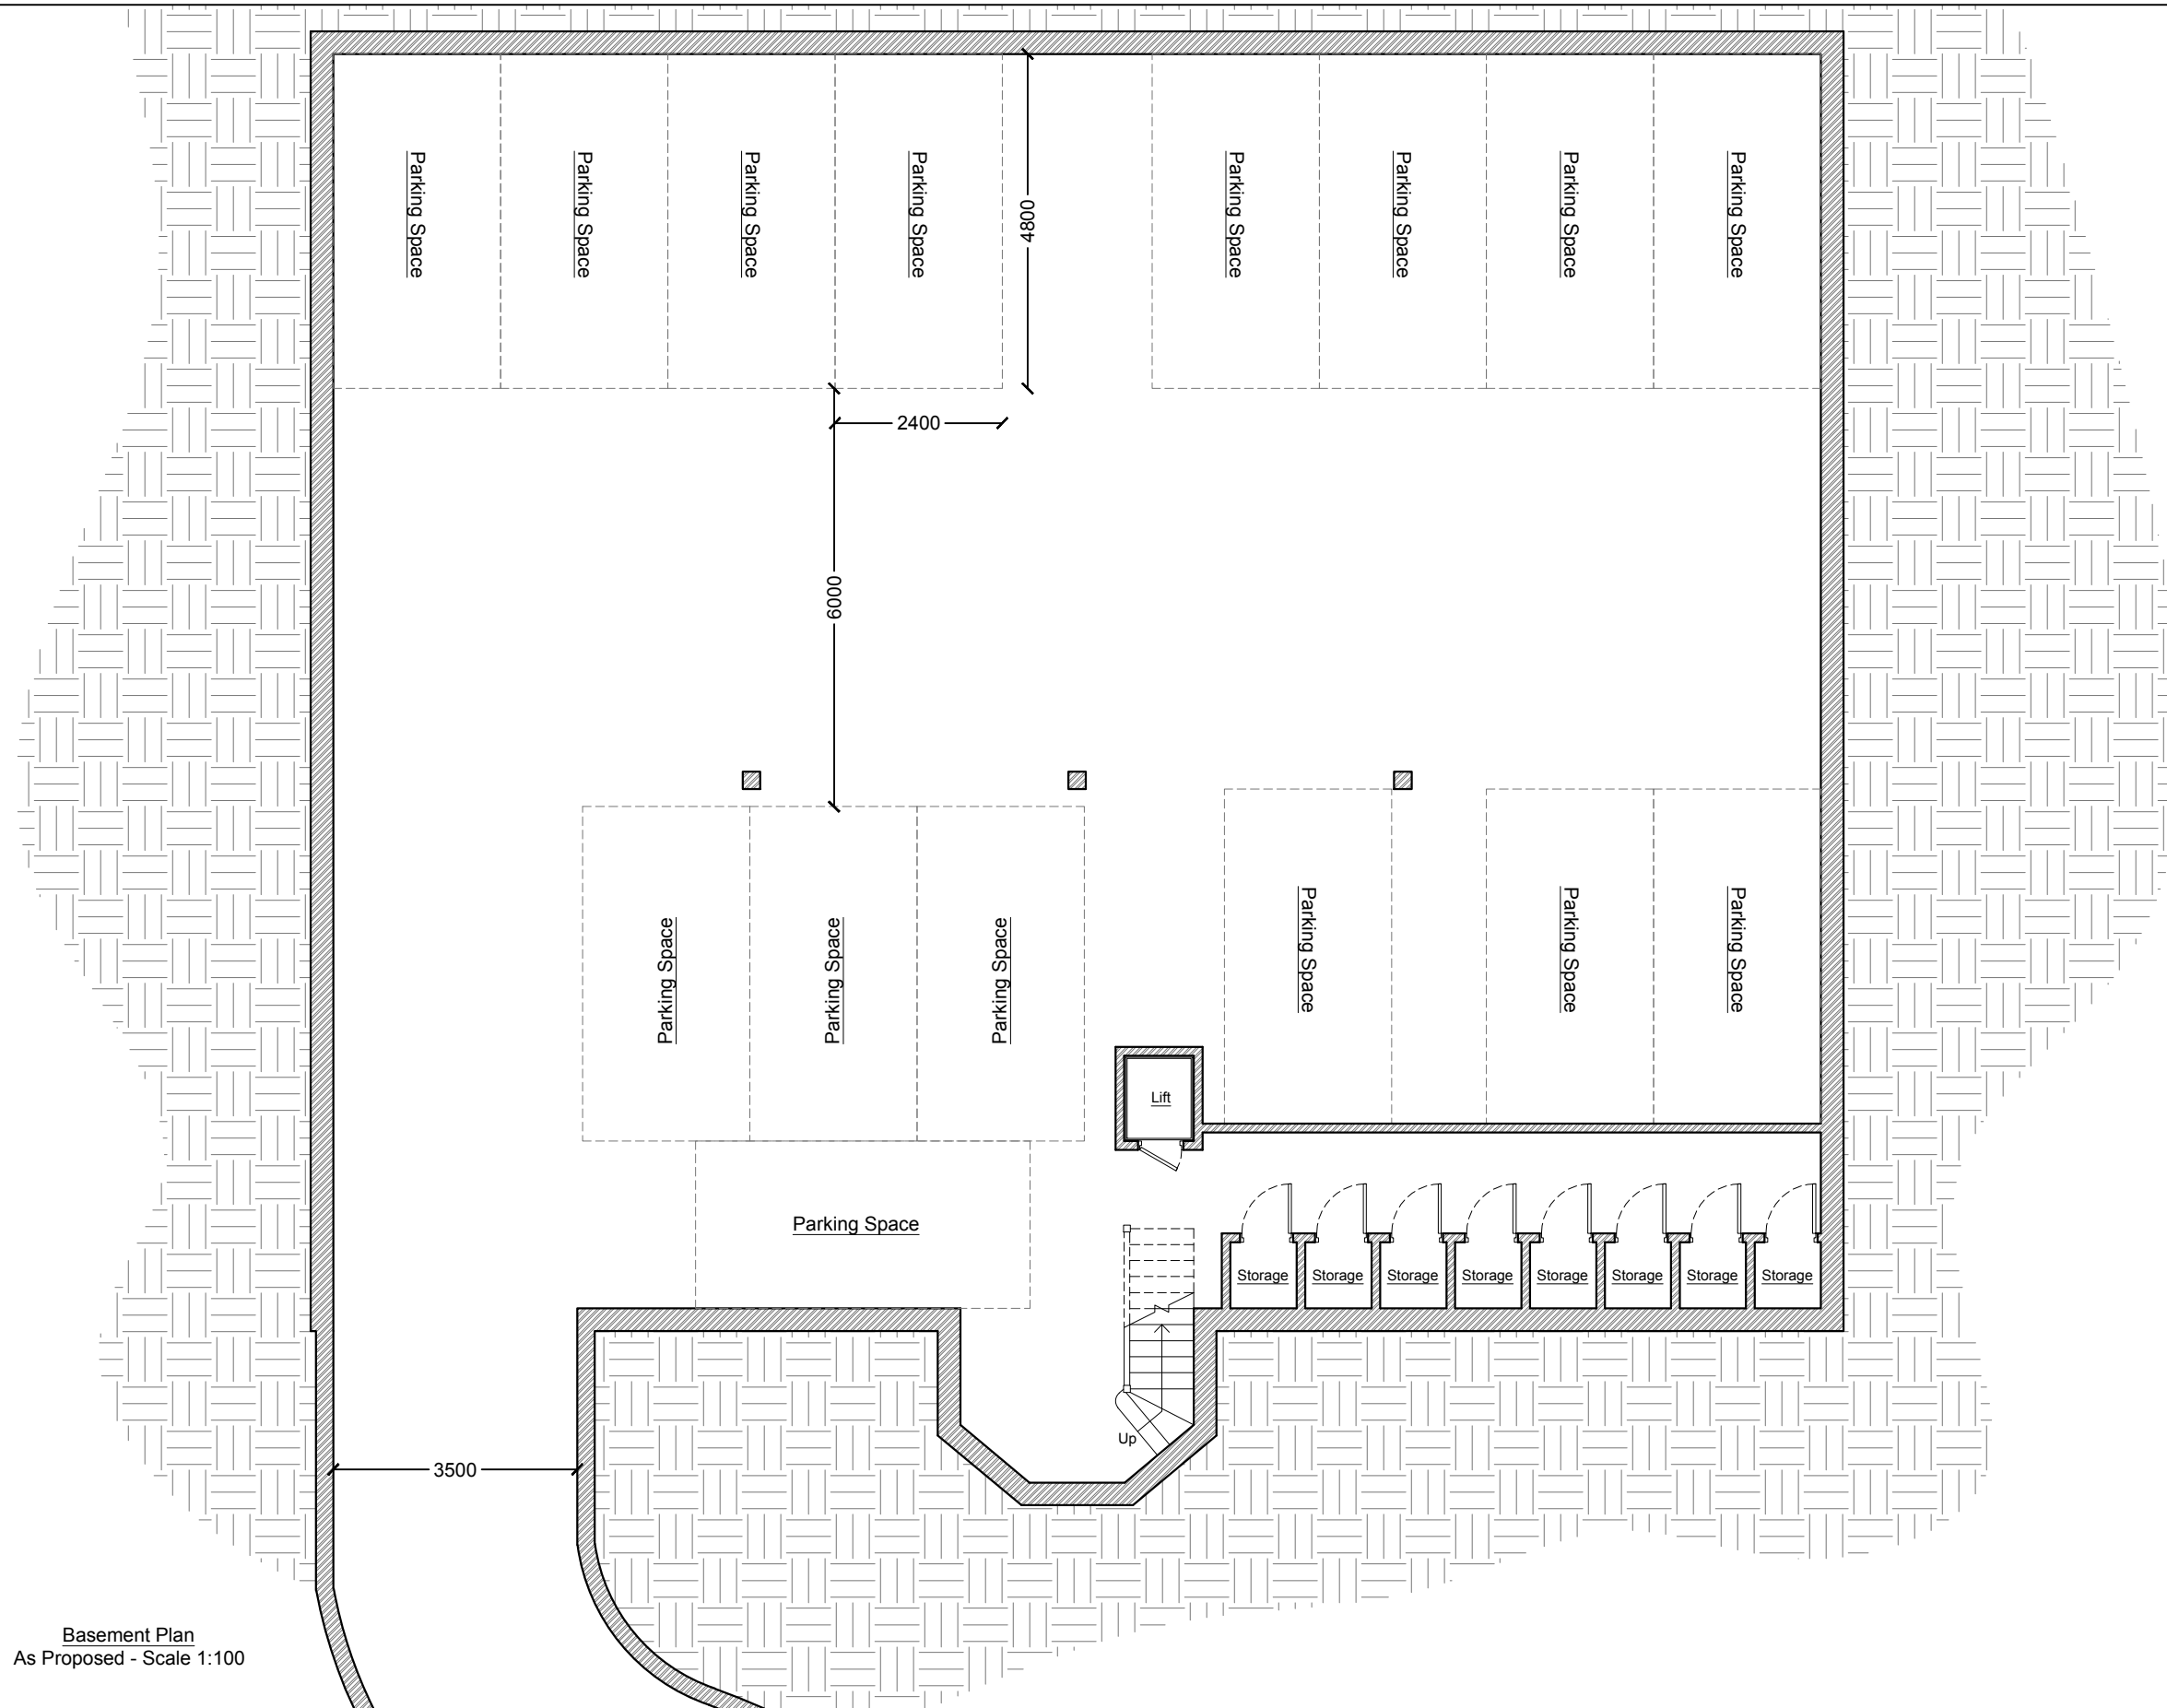 Parking Space
Parking Space
Parking Space
Parking Space
Parking Space
Parking Space
Parking Space
Parking Space
4800
2400
6000
Parking Space
Parking Space
Parking Space
Parking Space
Parking Space
Parking Space
Lift
Parking Space
Storage
Storage
Storage
Storage
Storage
Storage
Storage
Storage
Up
3500
Basement Plan
As Proposed - Scale 1:100